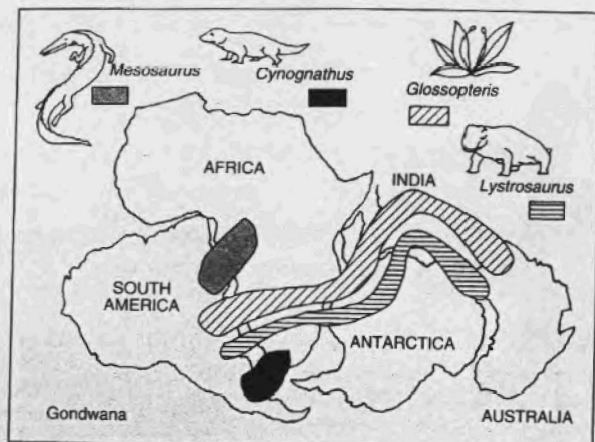 Mesosaurus
Cynognathus
Glossopteris
Lystrosaurus
AFRICA
INDIA
SOUTH
AMERICA
ANTARCTICA
Gondwana
AUSTRALIA